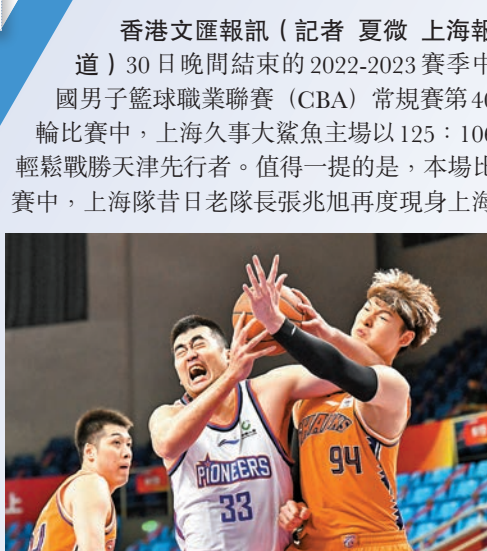 香港文匯報訊（記者 夏微 上海報
道）30日晚間結束的2022-2023賽季中
國男子籃球職業聯賽（CBA）常規賽第40
輪比賽中，上海久事大鯊魚主場以125：106
輕鬆戰勝天津先行者。值得一提的是，本場比
賽中，上海隊昔日老隊長張兆旭再度現身上海
PIONEERS
33
SHARKS
94